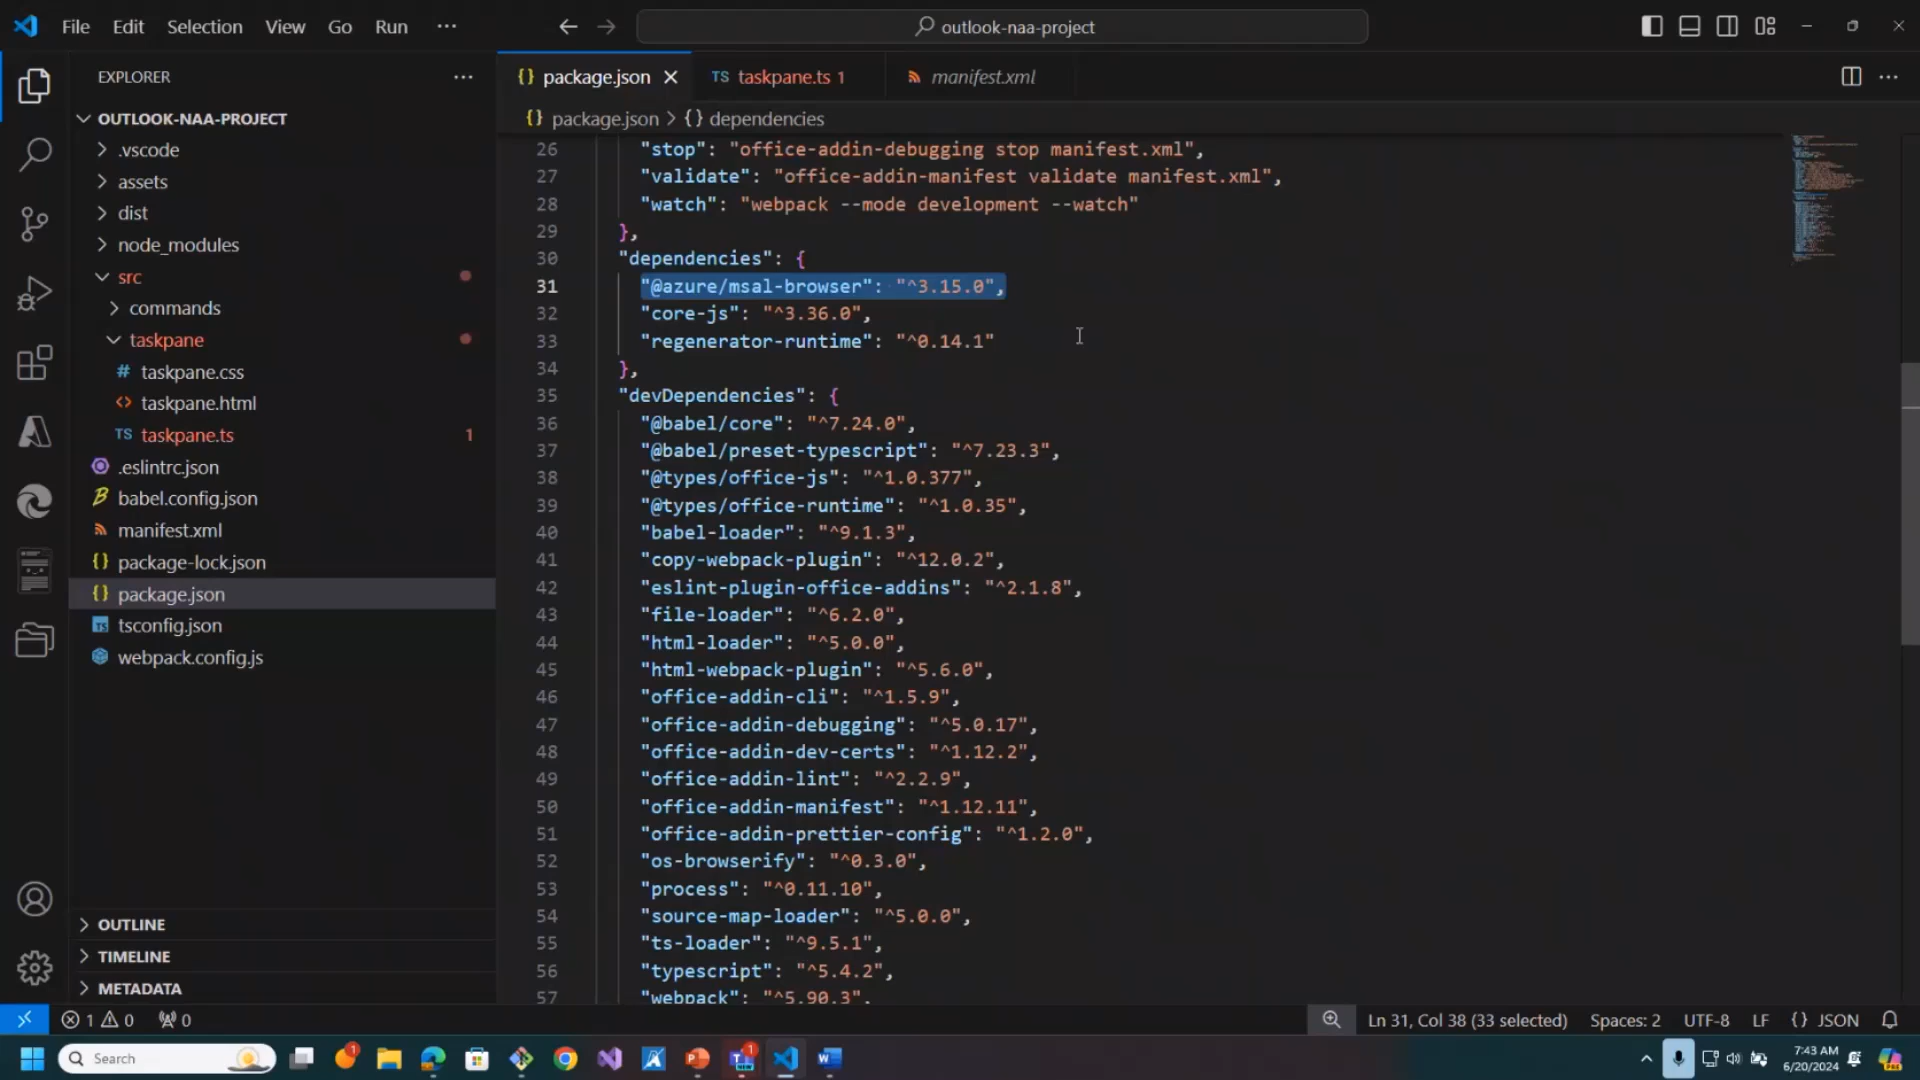 File Edit Selection View Go Run ···
outlook-naa-project
EXPLORER
OUTLOOK-NAA-PROJECT
.vscode
assets
dist
node_modules
src
commands
taskpane
# taskpane.css
<> taskpane.html
TS taskpane.ts 1
.eslintrc.json
babel.config.json
manifest.xml
{} package-lock.json
{} package.json
TS tsconfig.json
webpack.config.js
OUTLINE
TIMELINE
METADATA
{} package.json TS taskpane.ts 1 manifest.xml
{} package.json > {} dependencies
26 "stop": "office-addin-debugging stop manifest.xml",
27 "validate": "office-addin-manifest validate manifest.xml",
28 "watch": "webpack --mode development --watch"
29 },
30 "dependencies": {
31 "@azure/msal-browser": "^3.15.0",
32 "core-js": "^3.36.0",
33 "regenerator-runtime": "^0.14.1"
34 },
35 "devDependencies": {
36 "@babel/core": "^7.24.0",
37 "@babel/preset-typescript": "^7.23.3",
38 "@types/office-js": "^1.0.377",
39 "@types/office-runtime": "^1.0.35",
40 "babel-loader": "^9.1.3",
41 "copy-webpack-plugin": "^12.0.2",
42 "eslint-plugin-office-addins": "^2.1.8",
43 "file-loader": "^6.2.0",
44 "html-loader": "^5.0.0",
45 "html-webpack-plugin": "^5.6.0",
46 "office-addin-cli": "^1.5.9",
47 "office-addin-debugging": "^5.0.17",
48 "office-addin-dev-certs": "^1.12.2",
49 "office-addin-lint": "^2.2.9",
50 "office-addin-manifest": "^1.12.11",
51 "office-addin-prettier-config": "^1.2.0",
52 "os-browserify": "^0.3.0",
53 "process": "^0.11.10",
54 "source-map-loader": "^5.0.0",
55 "ts-loader": "^9.5.1",
56 "typescript": "^5.4.2",
57 "webpack": "^5.90.3",
1 0 0 Ln 31, Col 38 (33 selected) Spaces: 2 UTF-8 LF {} JSON
Search
7:43 AM
6/20/2024